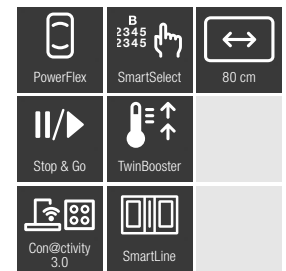 B
2345
2345
PowerFlex
SmartSelect
80 cm
Stop & Go
TwinBooster
Con@ctivity
3.0
SmartLine